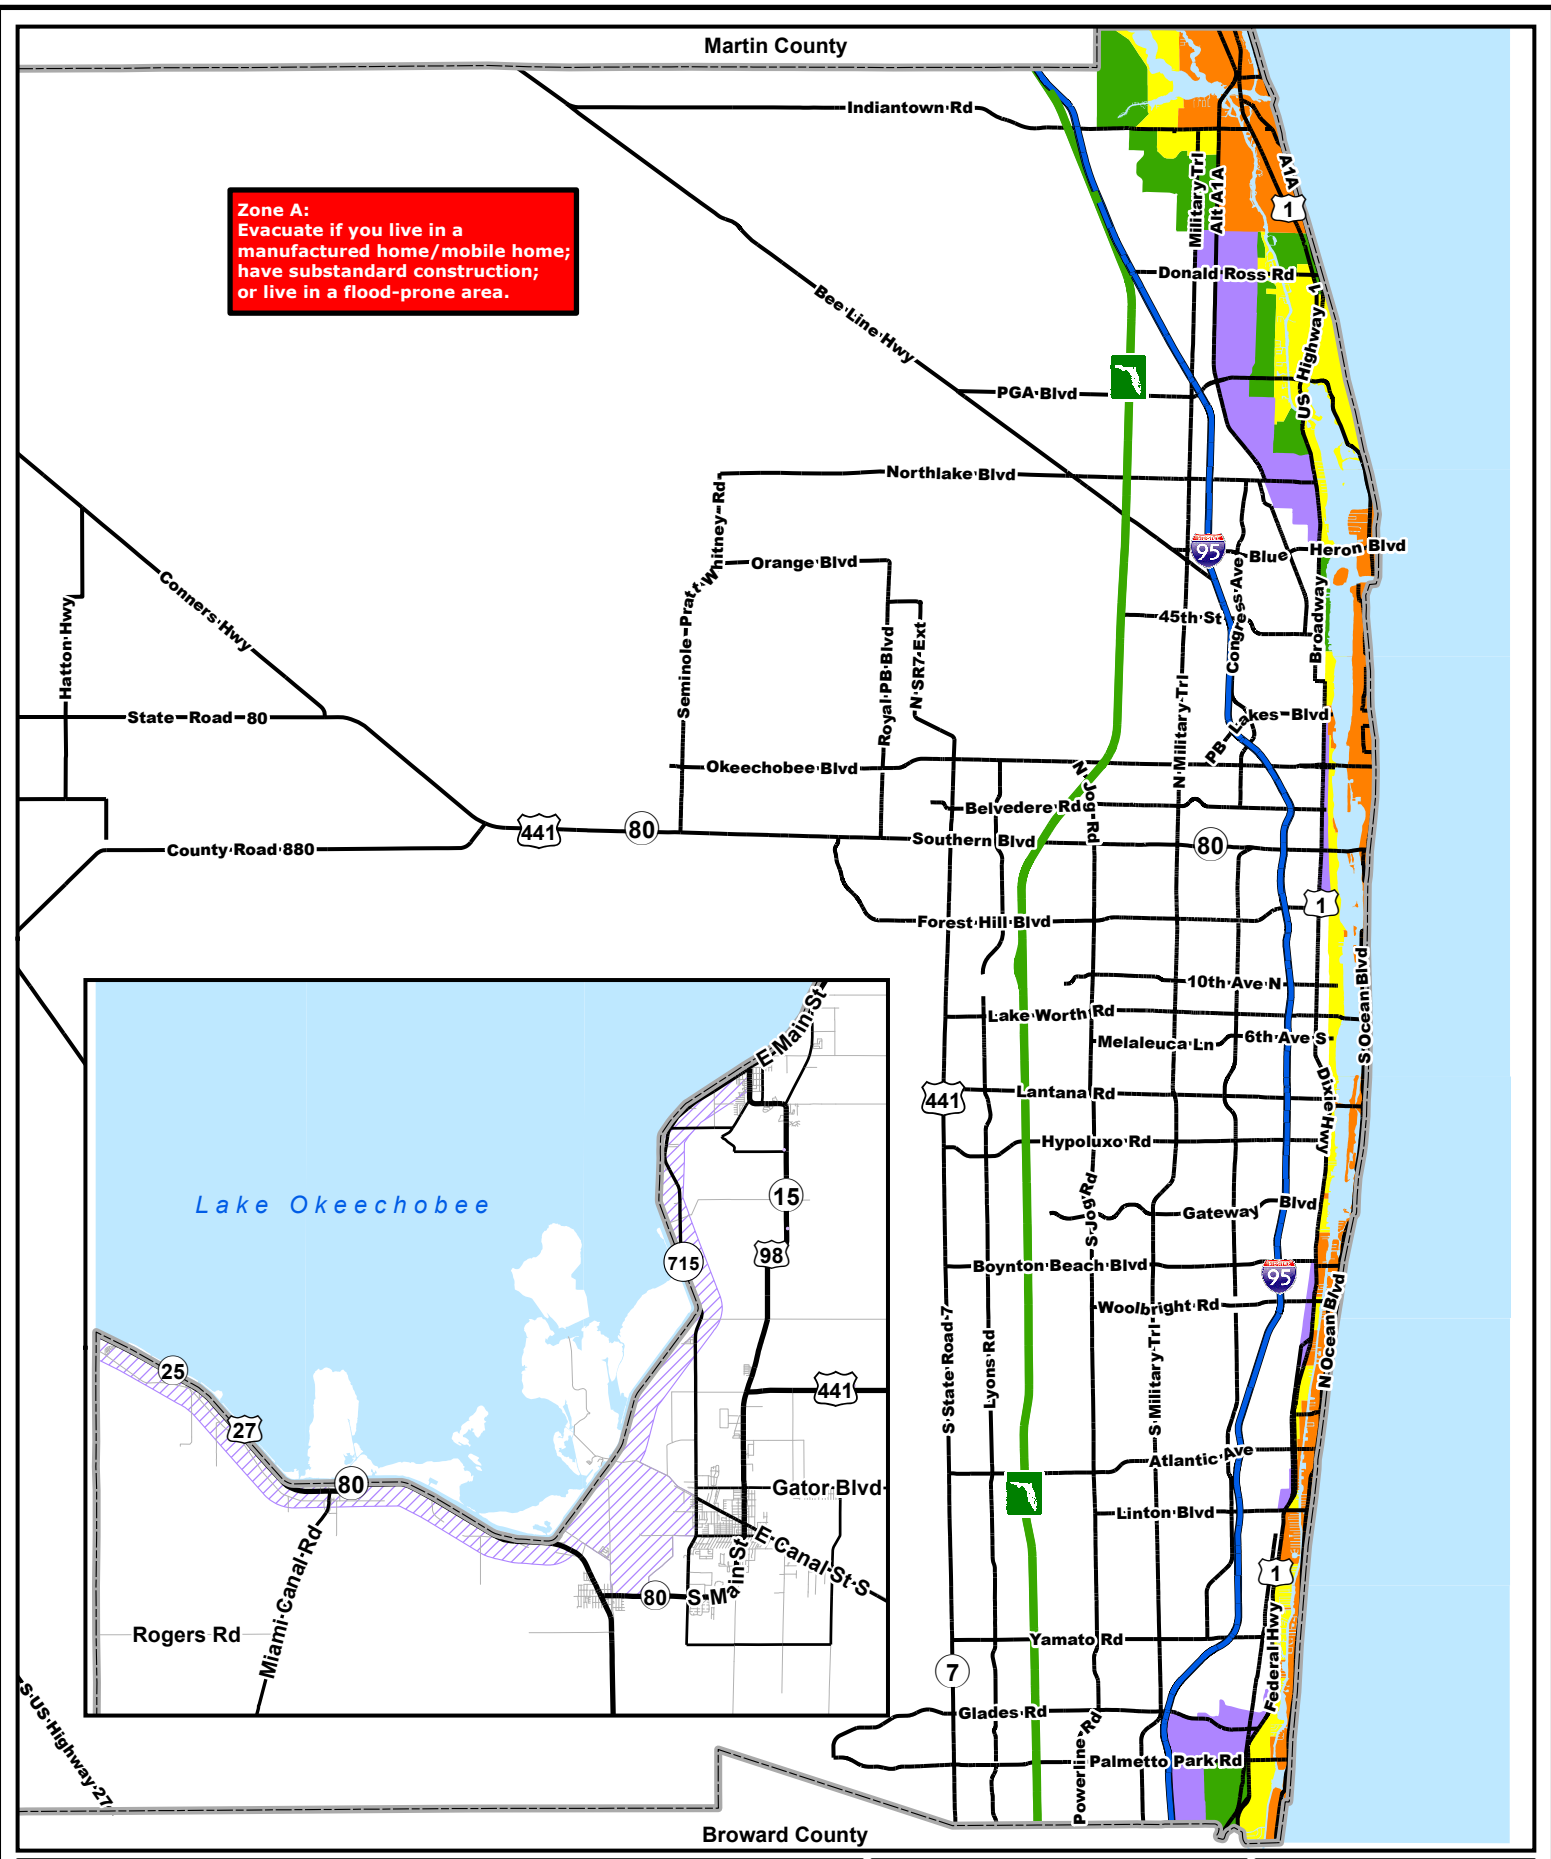 Martin County
Indiantown Rd
Zone A:
Evacuate if you live in a
manufactured home/mobile home;
have substandard construction;
or live in a flood-prone area.
Military Trl
Alt A1A
A1A
1
Donald Ross Rd
US Highway 1
Bee Line Hwy
PGA Blvd
Northlake Blvd
Seminole Pratt Whitney Rd
Orange Blvd
95
Blue Heron Blvd
Congress Ave
Broadway
45th St
Conners Hwy
Hatton Hwy
Royal PB Blvd
N SR7 Ext
N Military Trl
State Road 80
PB Lakes Blvd
Okeechobee Blvd
N Jog Rd
Belvedere Rd
441
80
Southern Blvd
80
County Road 880
1
Forest Hill Blvd
S Ocean Blvd
10th Ave N
Lake Worth Rd
Melaleuca Ln
6th Ave S
441
Lantana Rd
Dixie Hwy
Hypoluxo Rd
S Jog Rd
Gateway Blvd
Boynton Beach Blvd
95
Woolbright Rd
N Ocean Blvd
S State Road 7
Lyons Rd
S Military Trl
Atlantic Ave
Linton Blvd
1
Federal Hwy
Yamato Rd
7
Glades Rd
Powerline Rd
Palmetto Park Rd
E Main St
Lake Okeechobee
15
715
98
25
27
441
80
Gator Blvd
E Canal St S
S Main St
80
Miami Canal Rd
Rogers Rd
S US Highway 27
Broward County